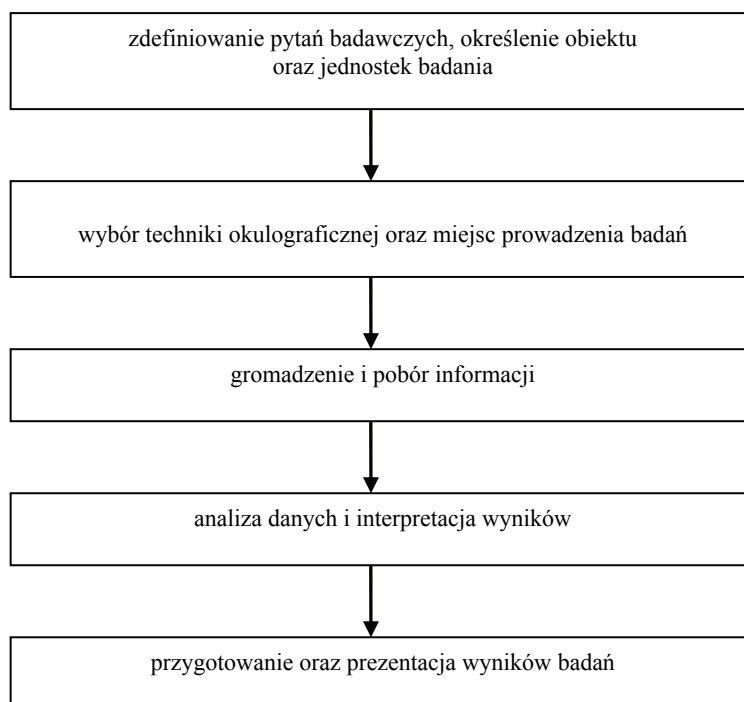 zdefiniowanie pytań badawczych, określenie obiektu
oraz jednostek badania
wybór techniki okulograficznej oraz miejsc prowadzenia badań
gromadzenie i pobór informacji
analiza danych i interpretacja wyników
przygotowanie oraz prezentacja wyników badań